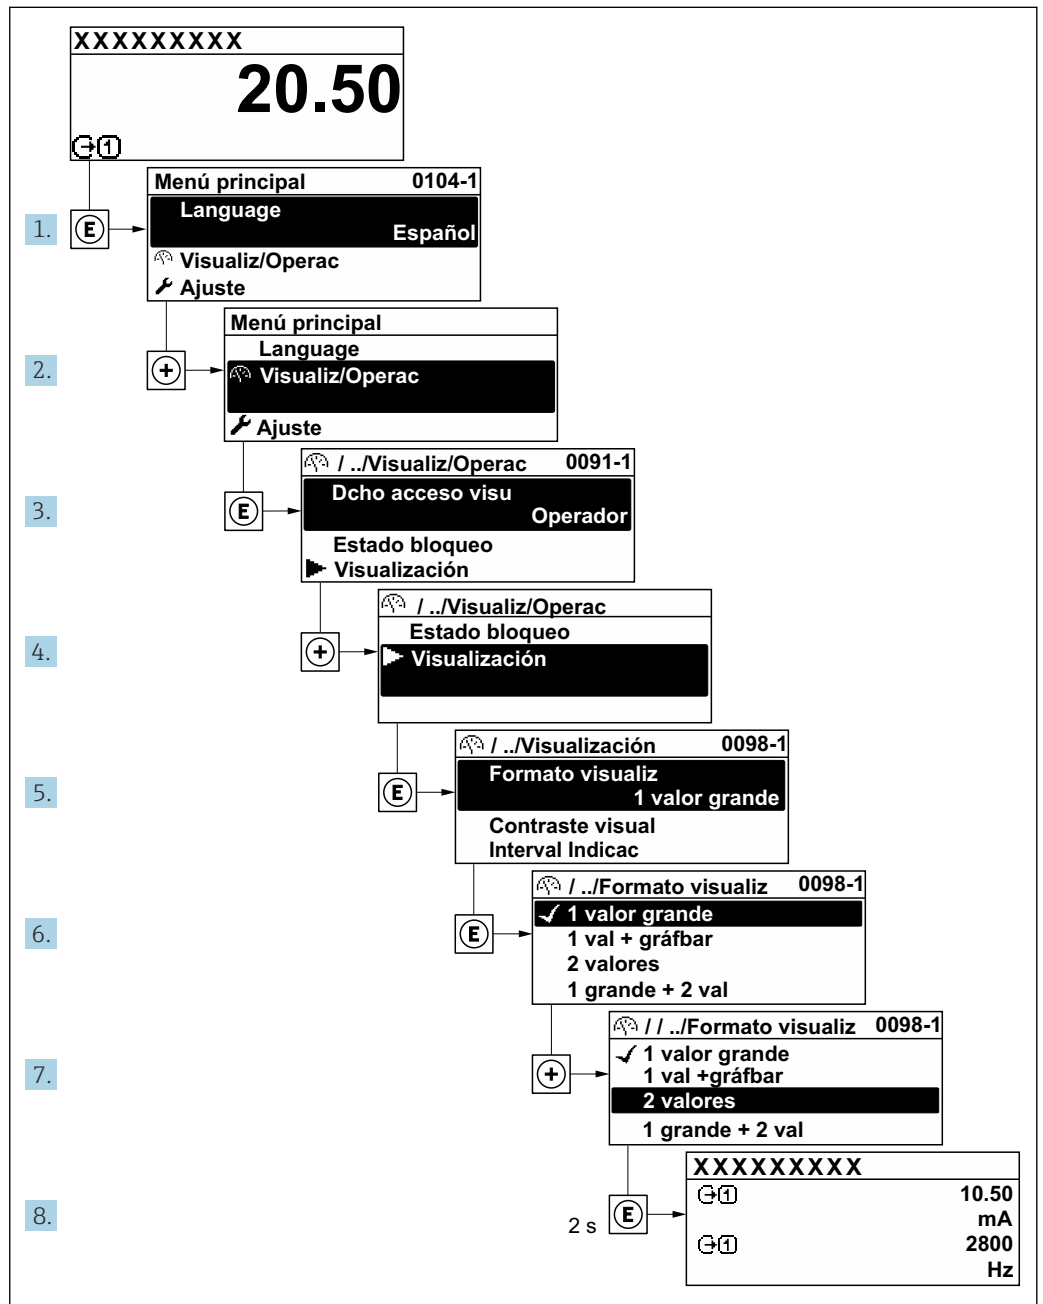 XXXXXXXXX
20.50
1
1.
E
Menú principal 0104-1
Language
Español
Visualiz/Operac
Ajuste
2.
+
Menú principal
Language
Visualiz/Operac
Ajuste
3.
E
/ ../Visualiz/Operac 0091-1
Dcho acceso visu
Operador
Estado bloqueo
Visualización
4.
+
/ ../Visualiz/Operac
Estado bloqueo
Visualización
5.
E
/ ../Visualización 0098-1
Formato visualiz
1 valor grande
Contraste visual
Interval Indicac
6.
E
/ ../Formato visualiz 0098-1
1 valor grande
1 val + gráfbar
2 valores
1 grande + 2 val
7.
+
/ / ../Formato visualiz 0098-1
1 valor grande
1 val +gráfbar
2 valores
1 grande + 2 val
8.
2 s
E
XXXXXXXXX
1 10.50
mA
1 2800
Hz